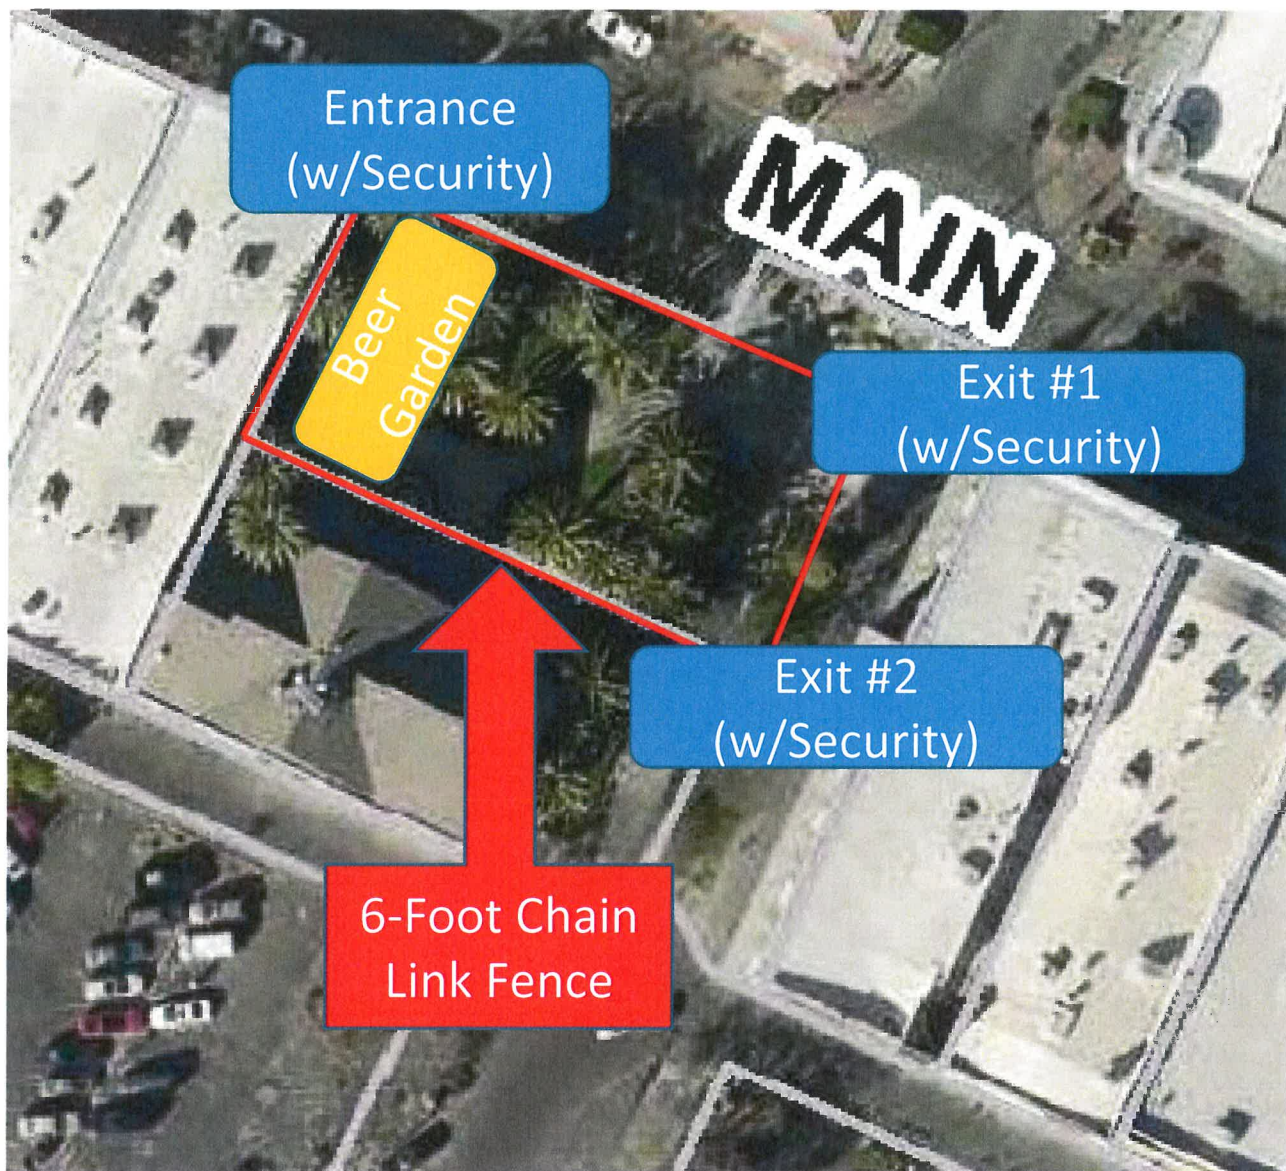 Entrance
(w/Security)
MAIN
Beer
Garden
Exit #1
(w/Security)
Exit #2
(w/Security)
6-Foot Chain
Link Fence